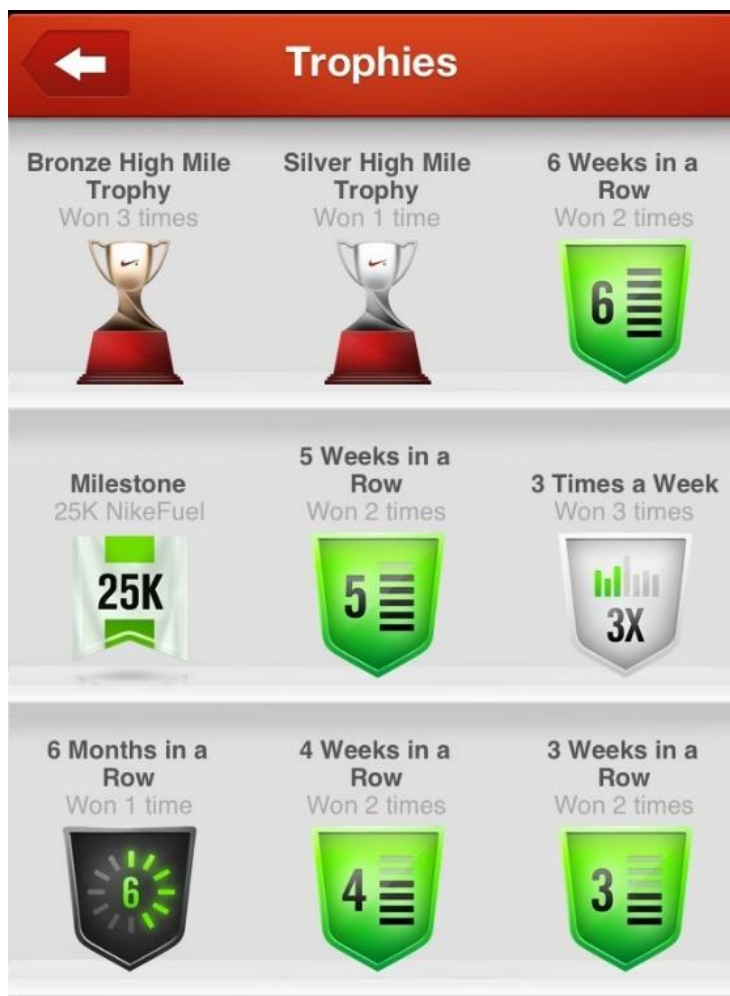 Trophies
Bronze High Mile
Trophy
Won 3 times
Silver High Mile
Trophy
Won 1 time
6 Weeks in a
Row
Won 2 times
6
Milestone
25K NikeFuel
25K
5 Weeks in a
Row
Won 2 times
5
3 Times a Week
Won 3 times
3X
6 Months in a
Row
Won 1 time
6
4 Weeks in a
Row
Won 2 times
4
3 Weeks in a
Row
Won 2 times
3